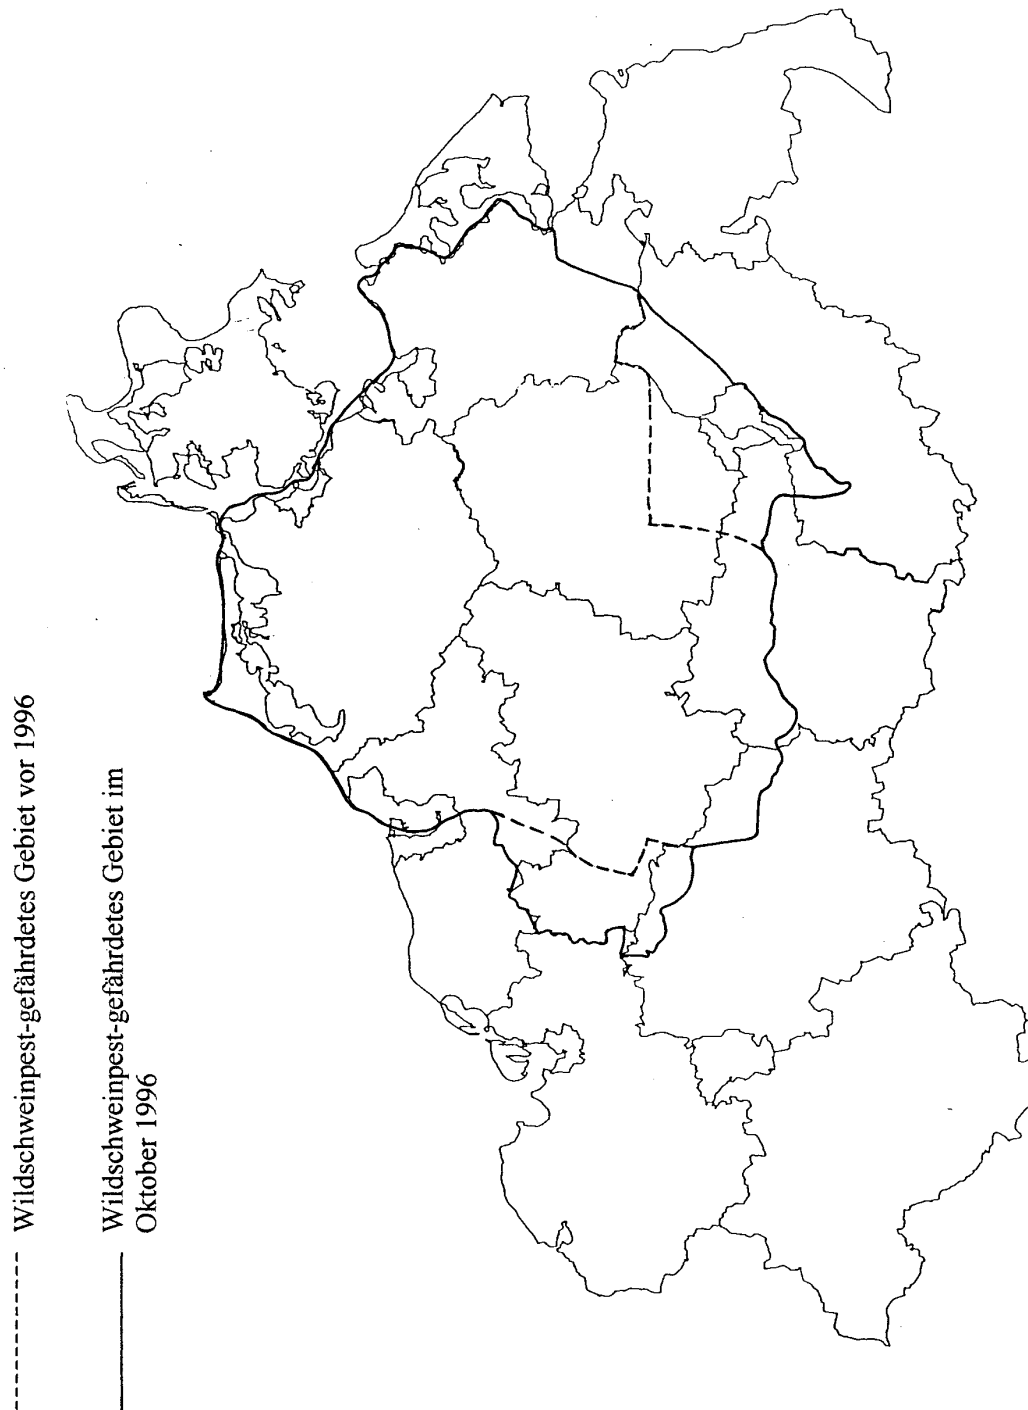 Wildschweinpest-gefährdetes Gebiet vor 1996
Wildschweinpest-gefährdetes Gebiet im
Oktober 1996